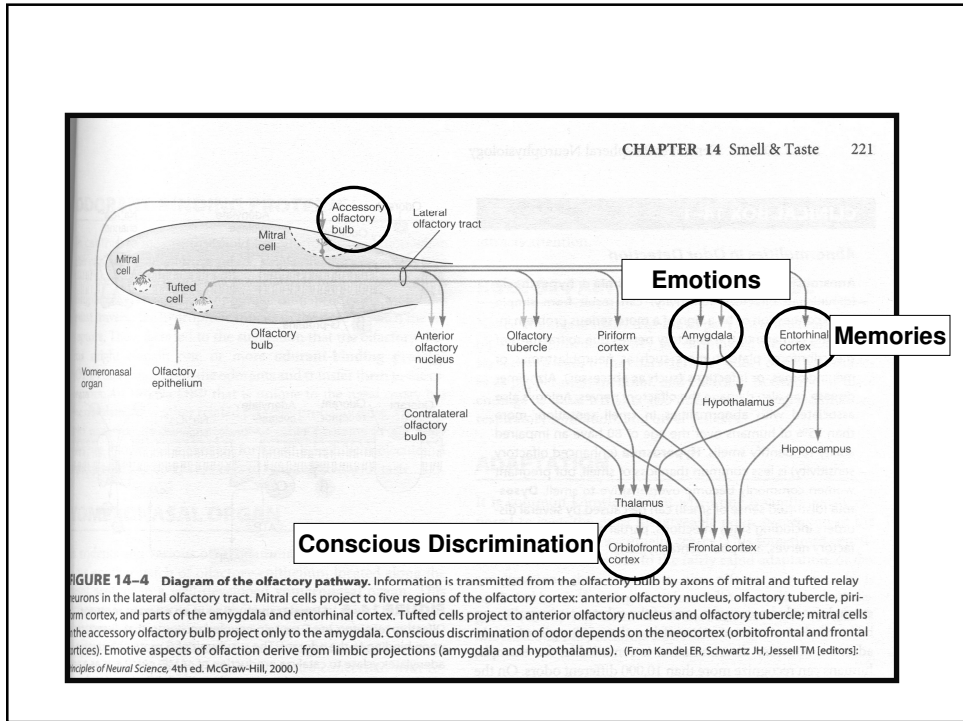 CHAPTER 14 Smell & Taste 221
Accessory
olfactory
bulb
Lateral
olfactory tract
Mitral
cell
Mitral
cell
Tufted
cell
Emotions
Olfactory
bulb
Anterior
olfactory
nucleus
Olfactory
tubercle
Piriform
cortex
Amygdala
Entorhinal
cortex
Memories
Vomeronasal
organ
Olfactory
epithelium
Hypothalamus
Contralateral
olfactory
bulb
Hippocampus
Thalamus
Conscious Discrimination
Orbitofrontal
cortex
Frontal cortex
FIGURE 14–4 Diagram of the olfactory pathway. Information is transmitted from the olfactory bulb by axons of mitral and tufted relay
neurons in the lateral olfactory tract. Mitral cells project to five regions of the olfactory cortex: anterior olfactory nucleus, olfactory tubercle, piri-
form cortex, and parts of the amygdala and entorhinal cortex. Tufted cells project to anterior olfactory nucleus and olfactory tubercle; mitral cells
the accessory olfactory bulb project only to the amygdala. Conscious discrimination of odor depends on the neocortex (orbitofrontal and frontal
cortices). Emotive aspects of olfaction derive from limbic projections (amygdala and hypothalamus). (From Kandel ER, Schwartz JH, Jessell TM [editors]:
Principles of Neural Science, 4th ed. McGraw-Hill, 2000.)